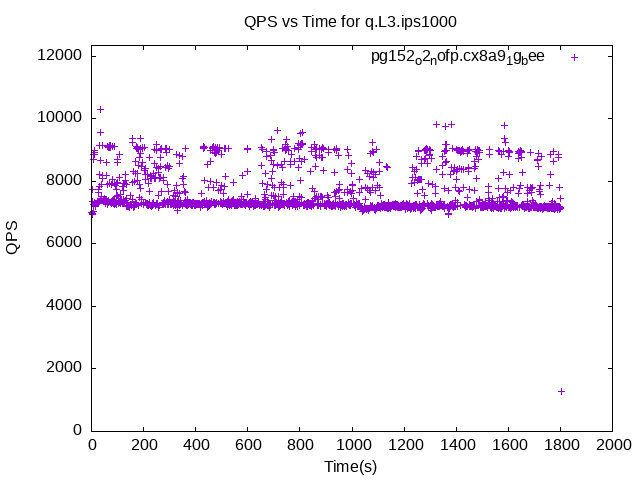 QPS vs Time for q.L3.ips1000
pg152_o2_nofp.cx8a9_1g_bee
12000
10000
8000
6000
4000
2000
0
QPS
0 200 400 600 800 1000 1200 1400 1600 1800 2000
Time(s)